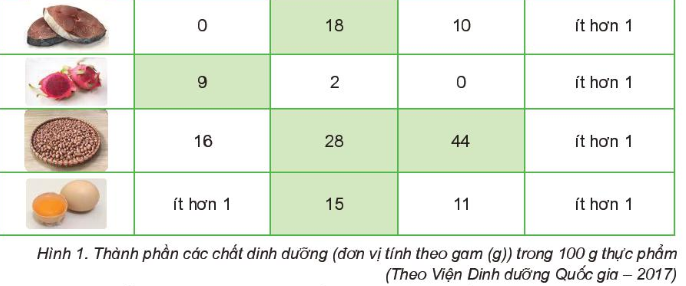 0 18 10 ít hơn 1
9 2 0 ít hơn 1
16 28 44 ít hơn 1
ít hơn 1 15 11 ít hơn 1
Hình 1. Thành phần các chất dinh dưỡng (đơn vị tính theo gam (g)) trong 100 g thực phẩm
(Theo Viện Dinh dưỡng Quốc gia – 2017)